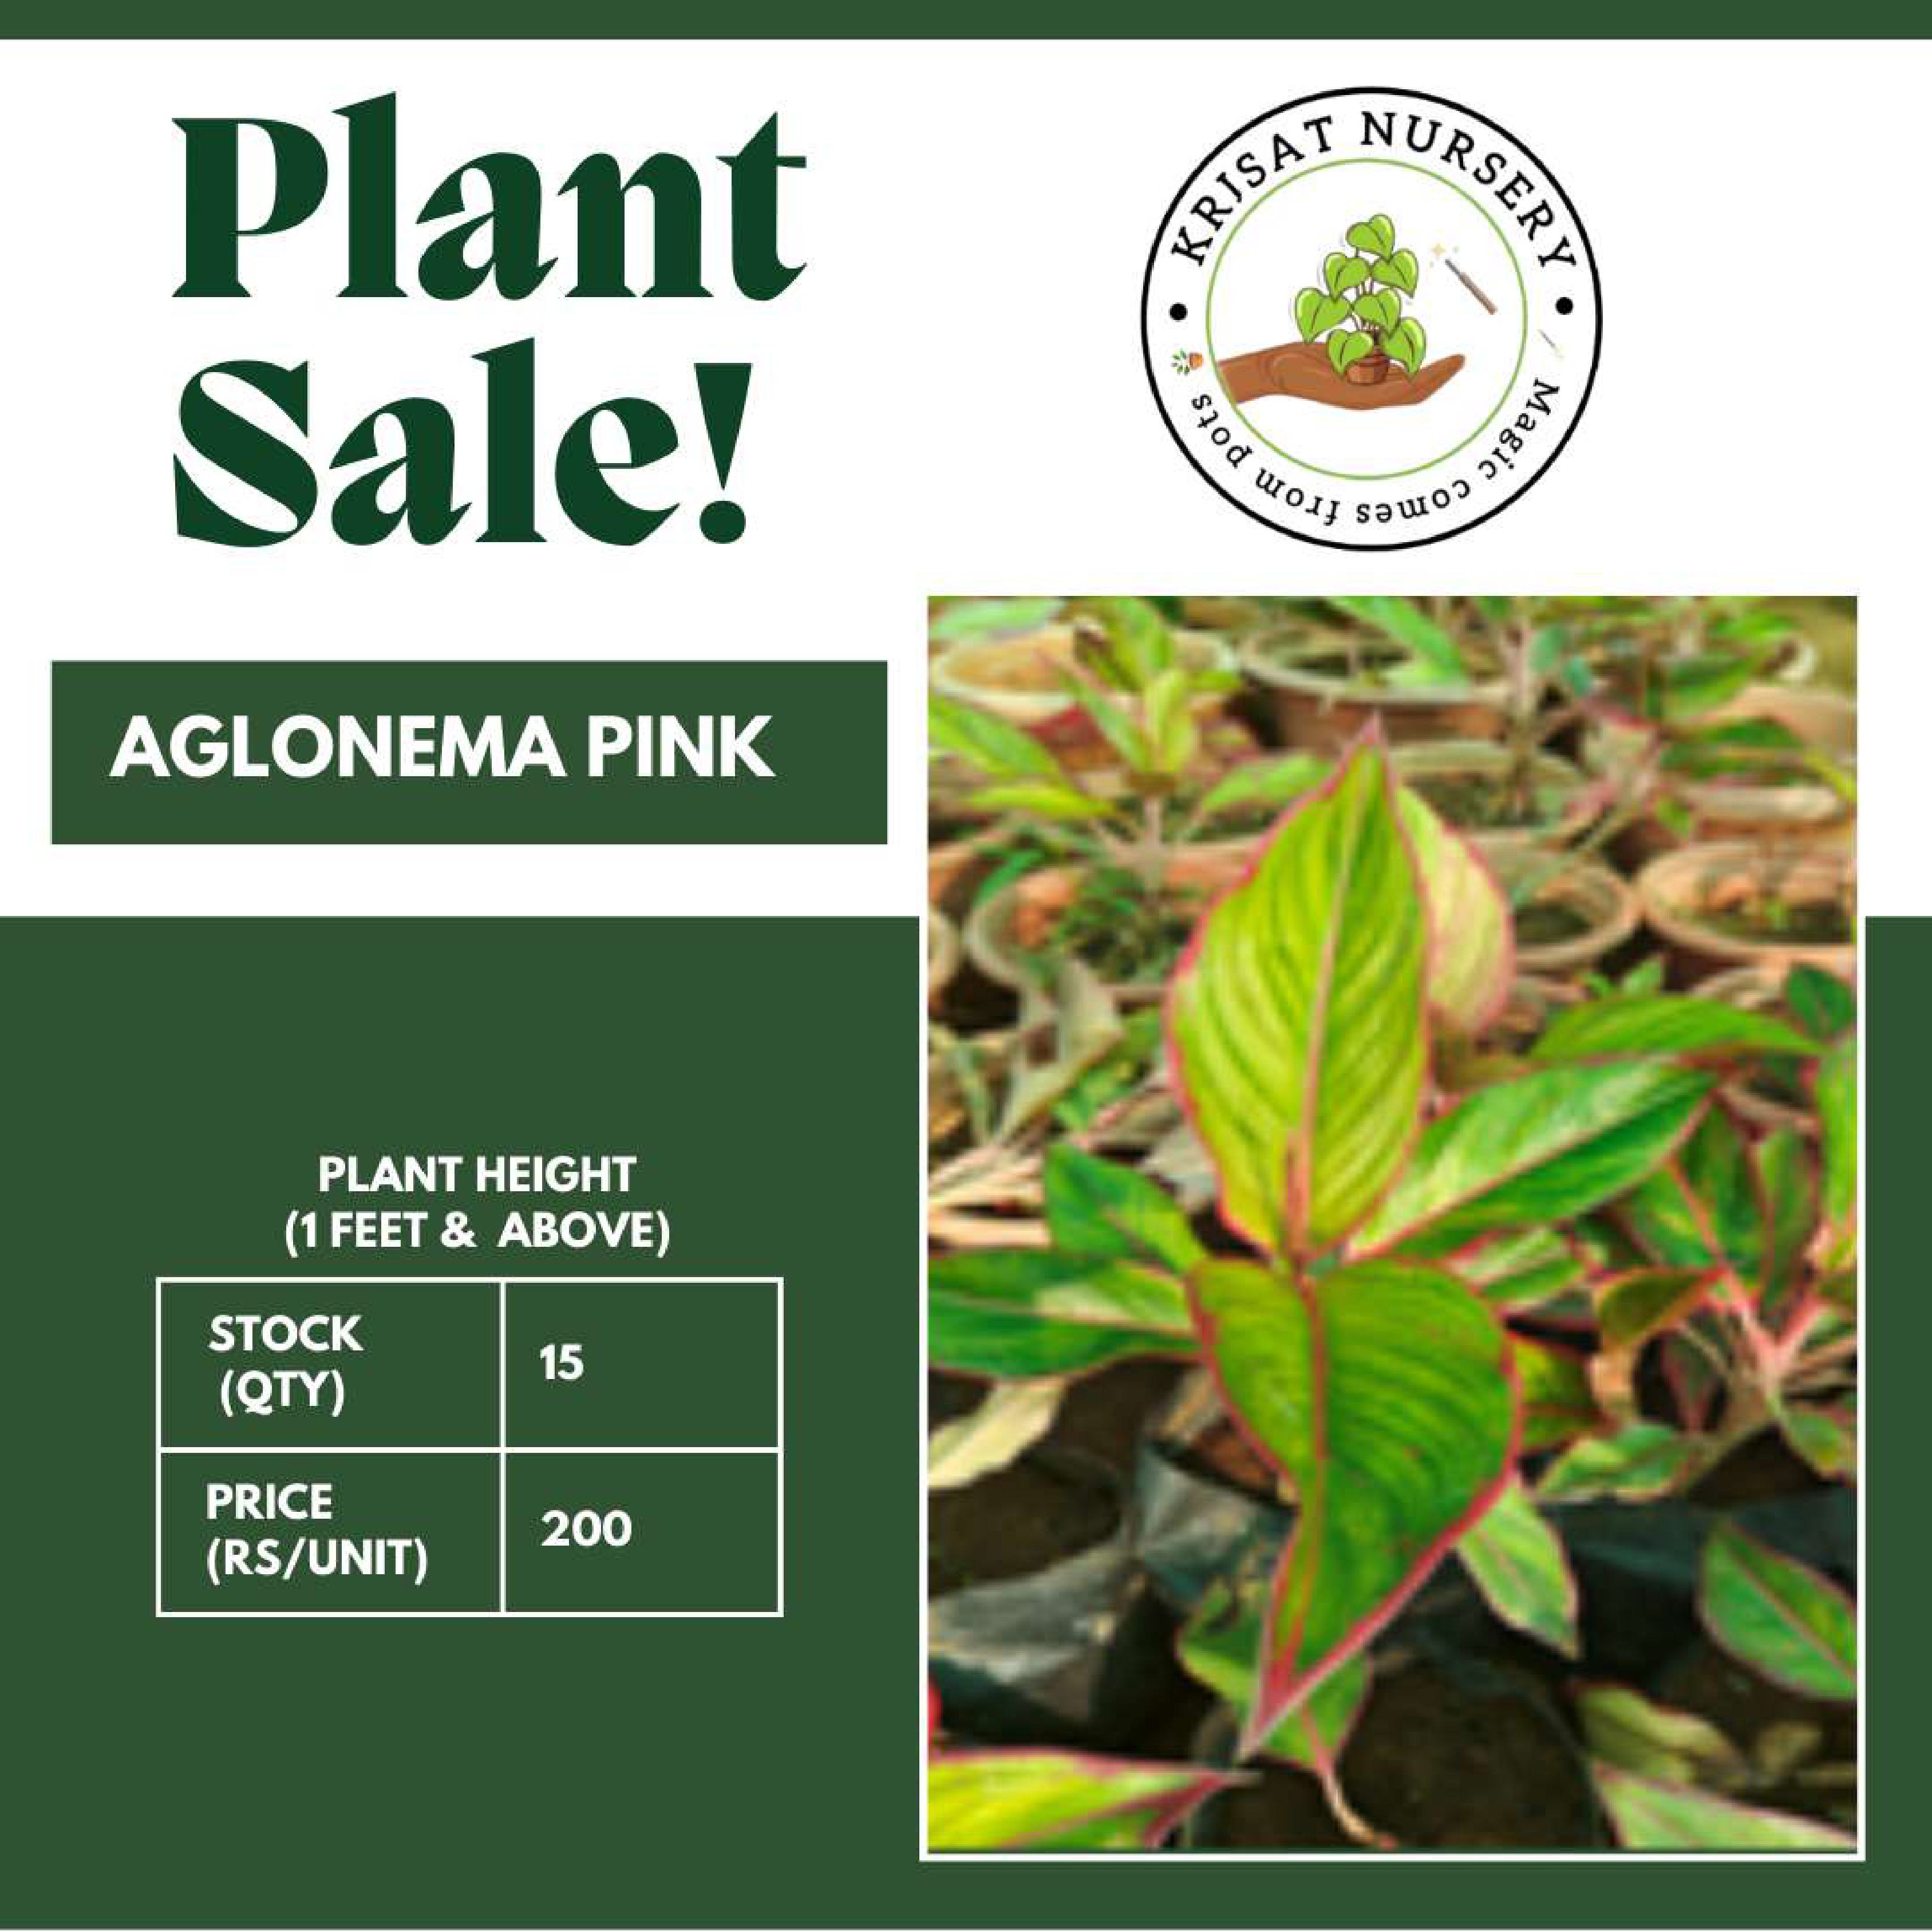 Plant
Sale!
KRISAT NURSERY
Magic comes from pots
AGLONEMA PINK
PLANT HEIGHT
(1 FEET & ABOVE)
STOCK
(QTY)
15
PRICE
(RS/UNIT)
200